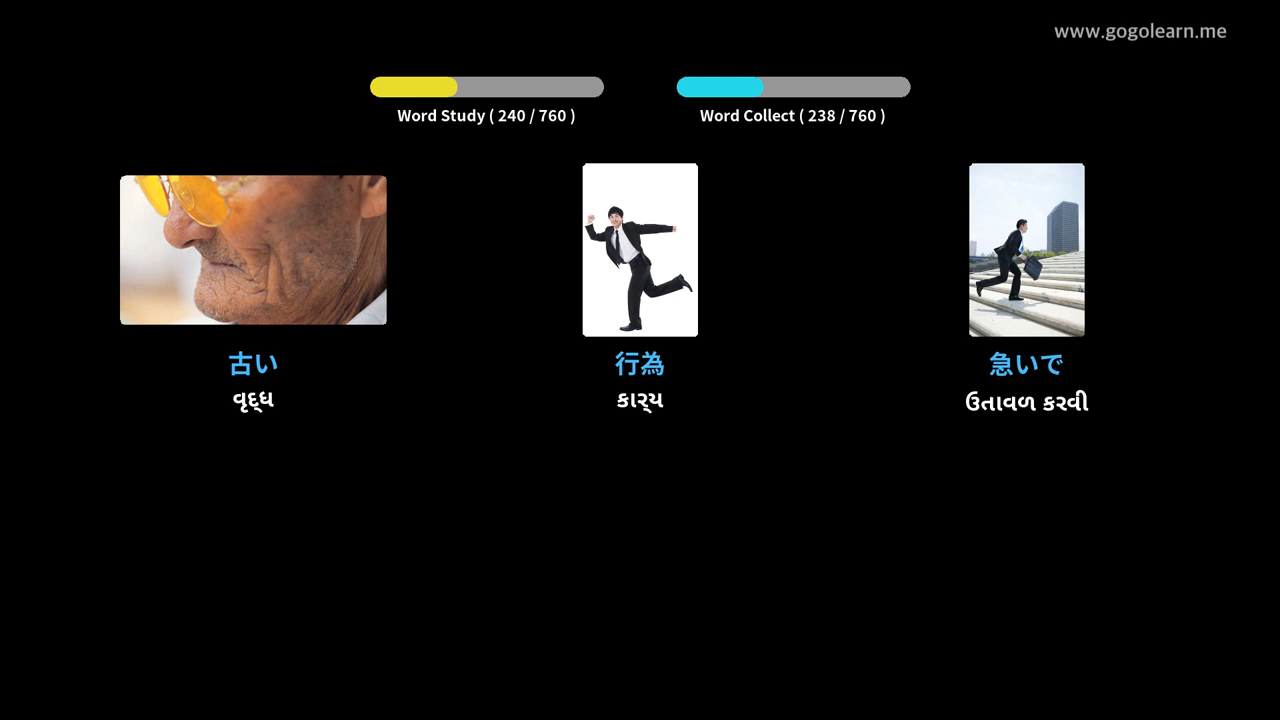 www.gogolearn.me
Word Study ( 240 / 760 )
Word Collect ( 238 / 760 )
古い
行為
急いで
વૃદ્ધ
કાર્ય
ઉતાવળ કરવી